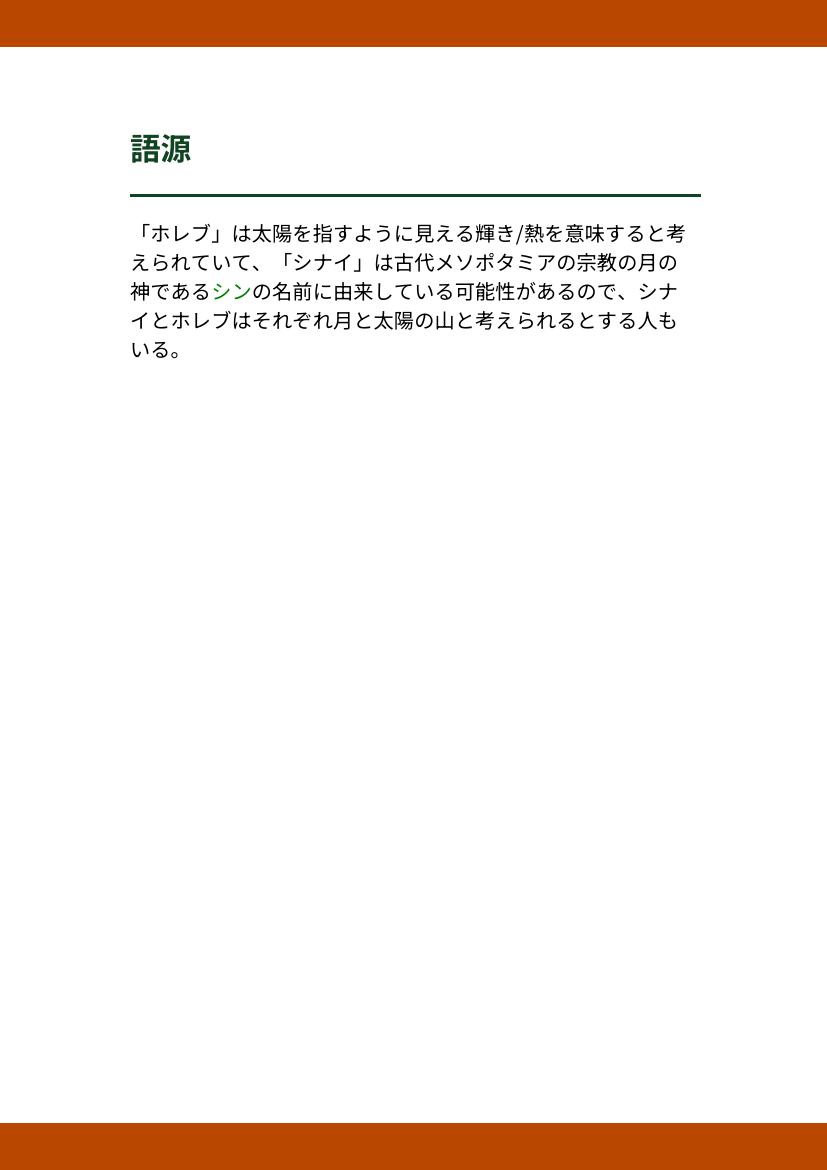 語源
「ホレブ」は太陽を指すように見える輝き/熱を意味すると考
えられていて、「シナイ」は古代メソポタミアの宗教の月の
神であるシンの名前に由来している可能性があるので、シナ
イとホレブはそれぞれ月と太陽の山と考えられるとする人も
いる。